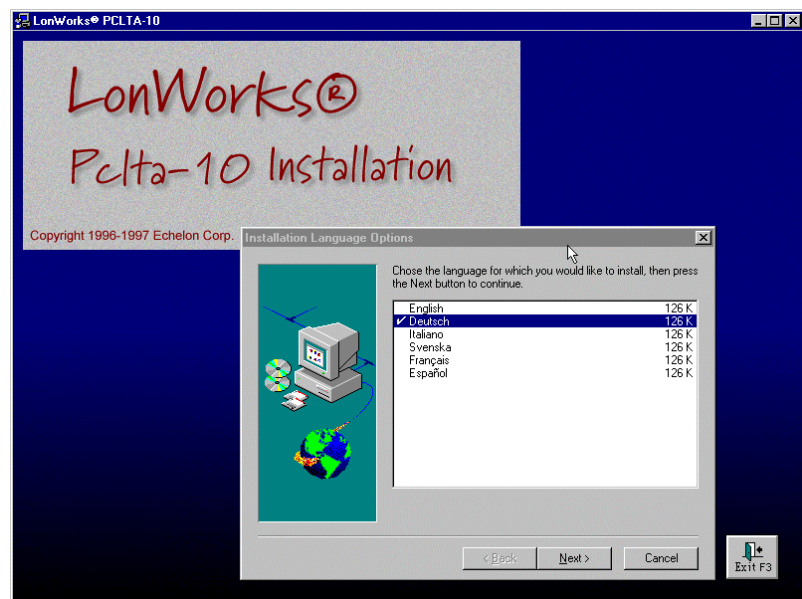 LonWorks® PCLTA-10
LonWorks®
Pclta-10 Installation
Copyright 1996-1997 Echelon Corp.
Installation Language Options
Chose the language for which you would like to install, then press
the Next button to continue.
English 126 K
✓ Deutsch 126 K
Italiano 126 K
Svenska 126 K
Français 126 K
Español 126 K
< Back Next > Cancel
Exit F3